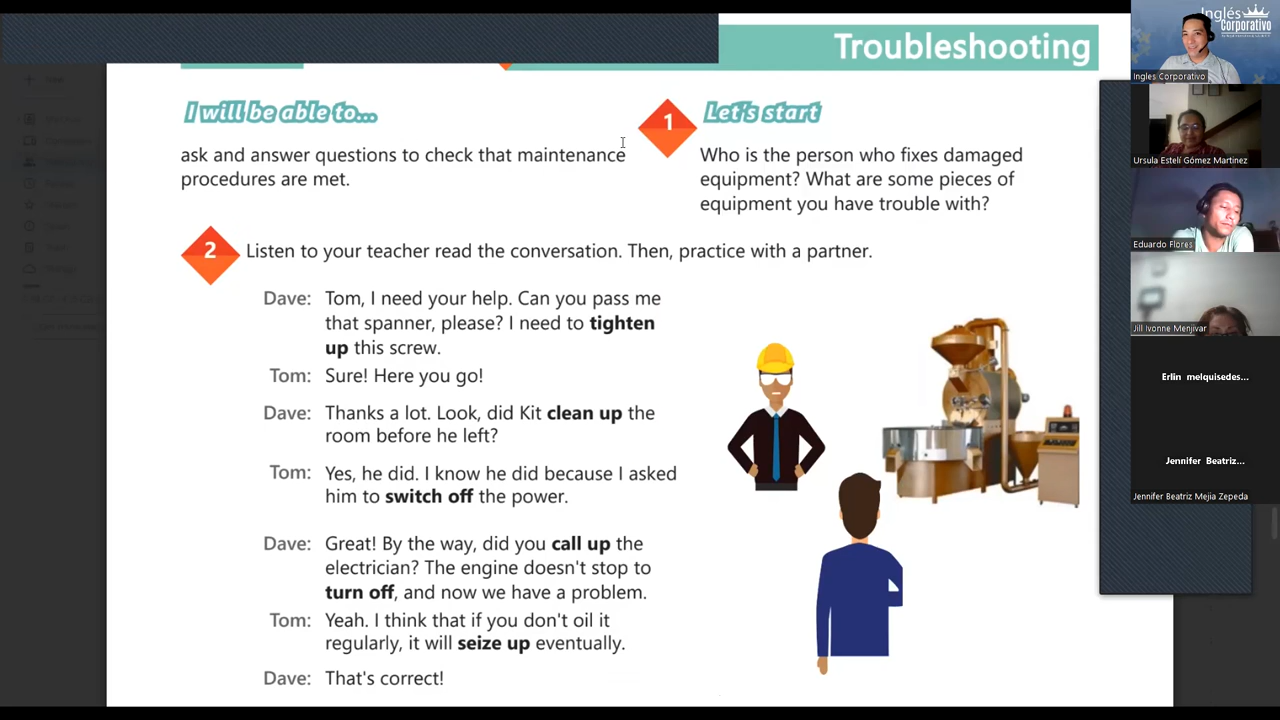 Troubleshooting
I will be able to...
ask and answer questions to check that maintenance
procedures are met.
1
Let's start
Who is the person who fixes damaged
equipment? What are some pieces of
equipment you have trouble with?
2
Listen to your teacher read the conversation. Then, practice with a partner.
Dave: Tom, I need your help. Can you pass me
that spanner, please? I need to tighten
up this screw.
Tom: Sure! Here you go!
Dave: Thanks a lot. Look, did Kit clean up the
room before he left?
Tom: Yes, he did. I know he did because I asked
him to switch off the power.
Dave: Great! By the way, did you call up the
electrician? The engine doesn't stop to
turn off, and now we have a problem.
Tom: Yeah. I think that if you don't oil it
regularly, it will seize up eventually.
Dave: That's correct!
Inglés
Corporativo
Ingles Corporativo
Ursula Estelí Gómez Martinez
Eduardo Flores
Jill Ivonne Menjivar
Erlin melquisedes...
Jennifer Beatriz...
Jennifer Beatriz Mejia Zepeda